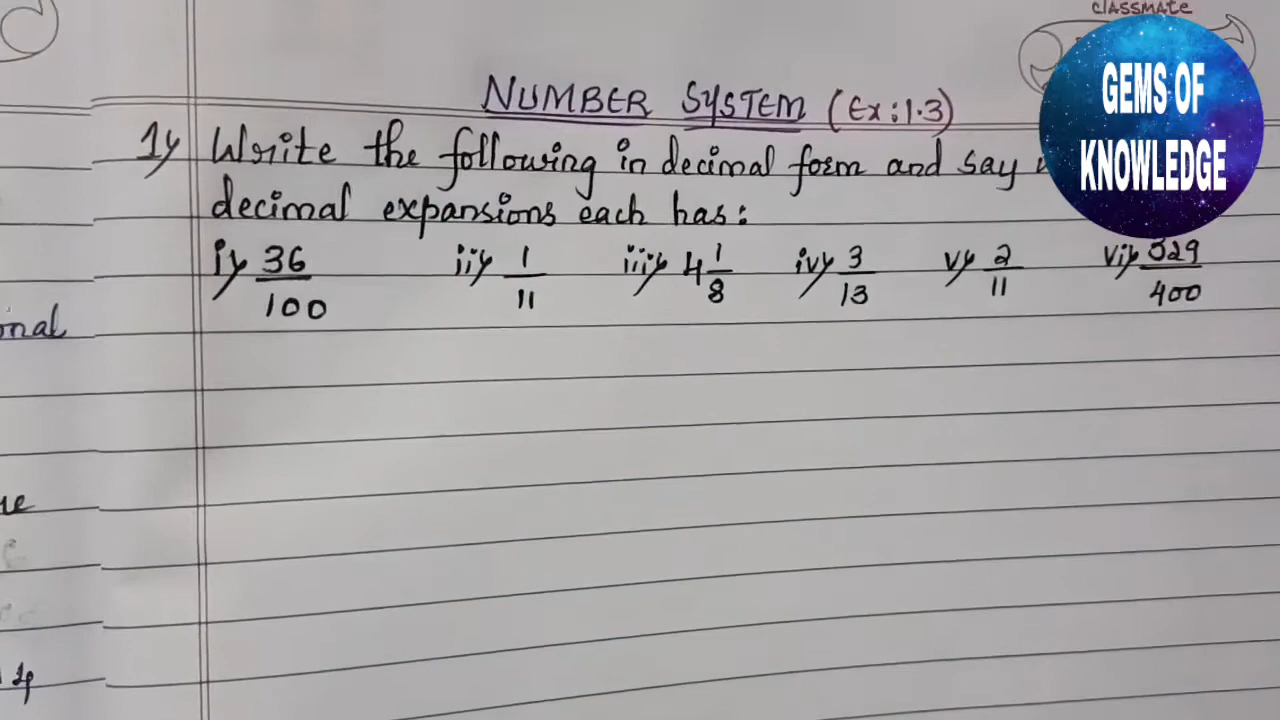 classmate
GEMS OF
KNOWLEDGE
NUMBER SYSTEM (Ex:1.3)
1) Write the following in decimal form and say
decimal expansions each has:
i) 36/100 ii) 1/11 iii) 4 1/8 iv) 3/13 v) 2/11 vi) 329/400
onal